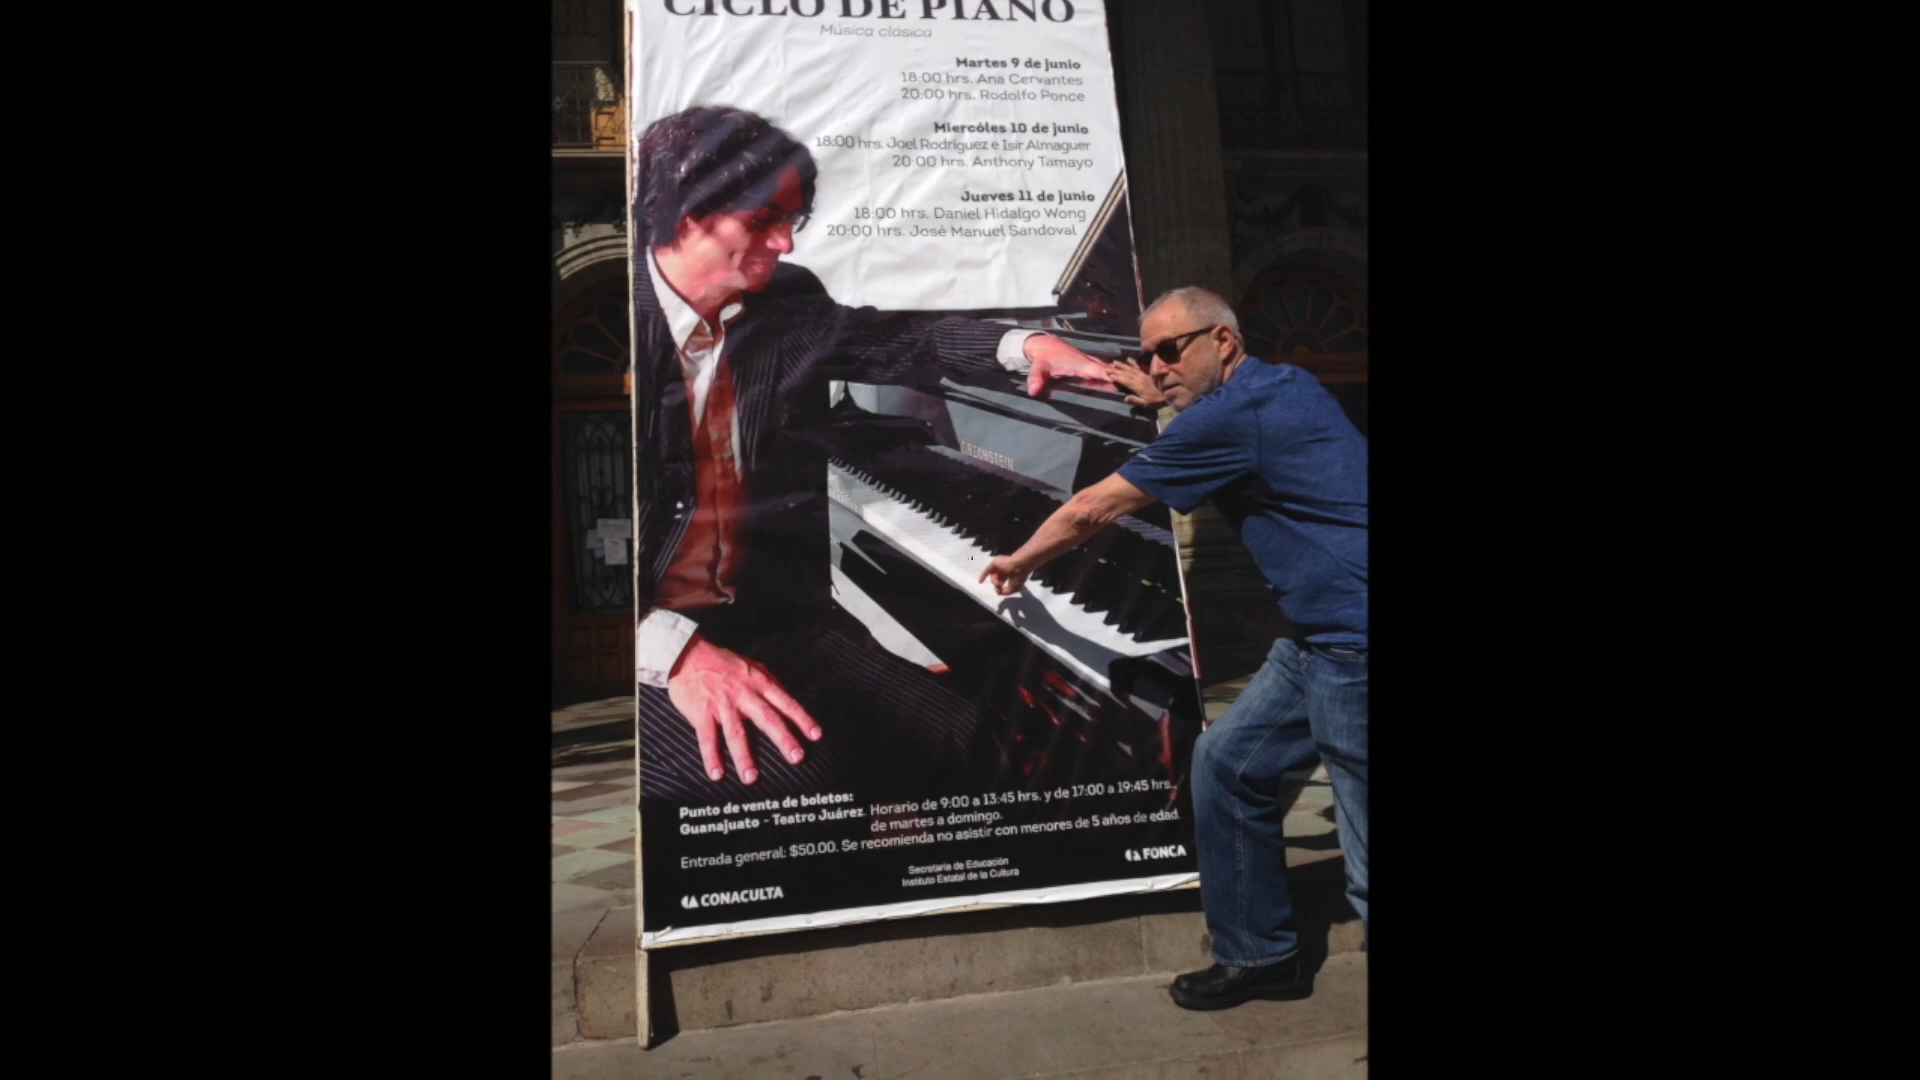 CICLO DE PIANO
Música clásica
Martes 9 de junio
18:00 hrs. Ana Cervantes
20:00 hrs. Rodolfo Ponce
Miercóles 10 de junio
18:00 hrs. Joel Rodríguez e Isir Almaguer
20:00 hrs. Anthony Tamayo
Jueves 11 de junio
18:00 hrs. Daniel Hidalgo Wong
20:00 hrs. José Manuel Sandoval
C.BECHSTEIN
Punto de venta de boletos:
Guanajuato - Teatro Juárez. Horario de 9:00 a 13:45 hrs. y de 17:00 a 19:45 hrs.,
de martes a domingo.
Entrada general: $50.00. Se recomienda no asistir con menores de 5 años de edad.
Secretaría de Educación
Instituto Estatal de la Cultura
CONACULTA
FONCA